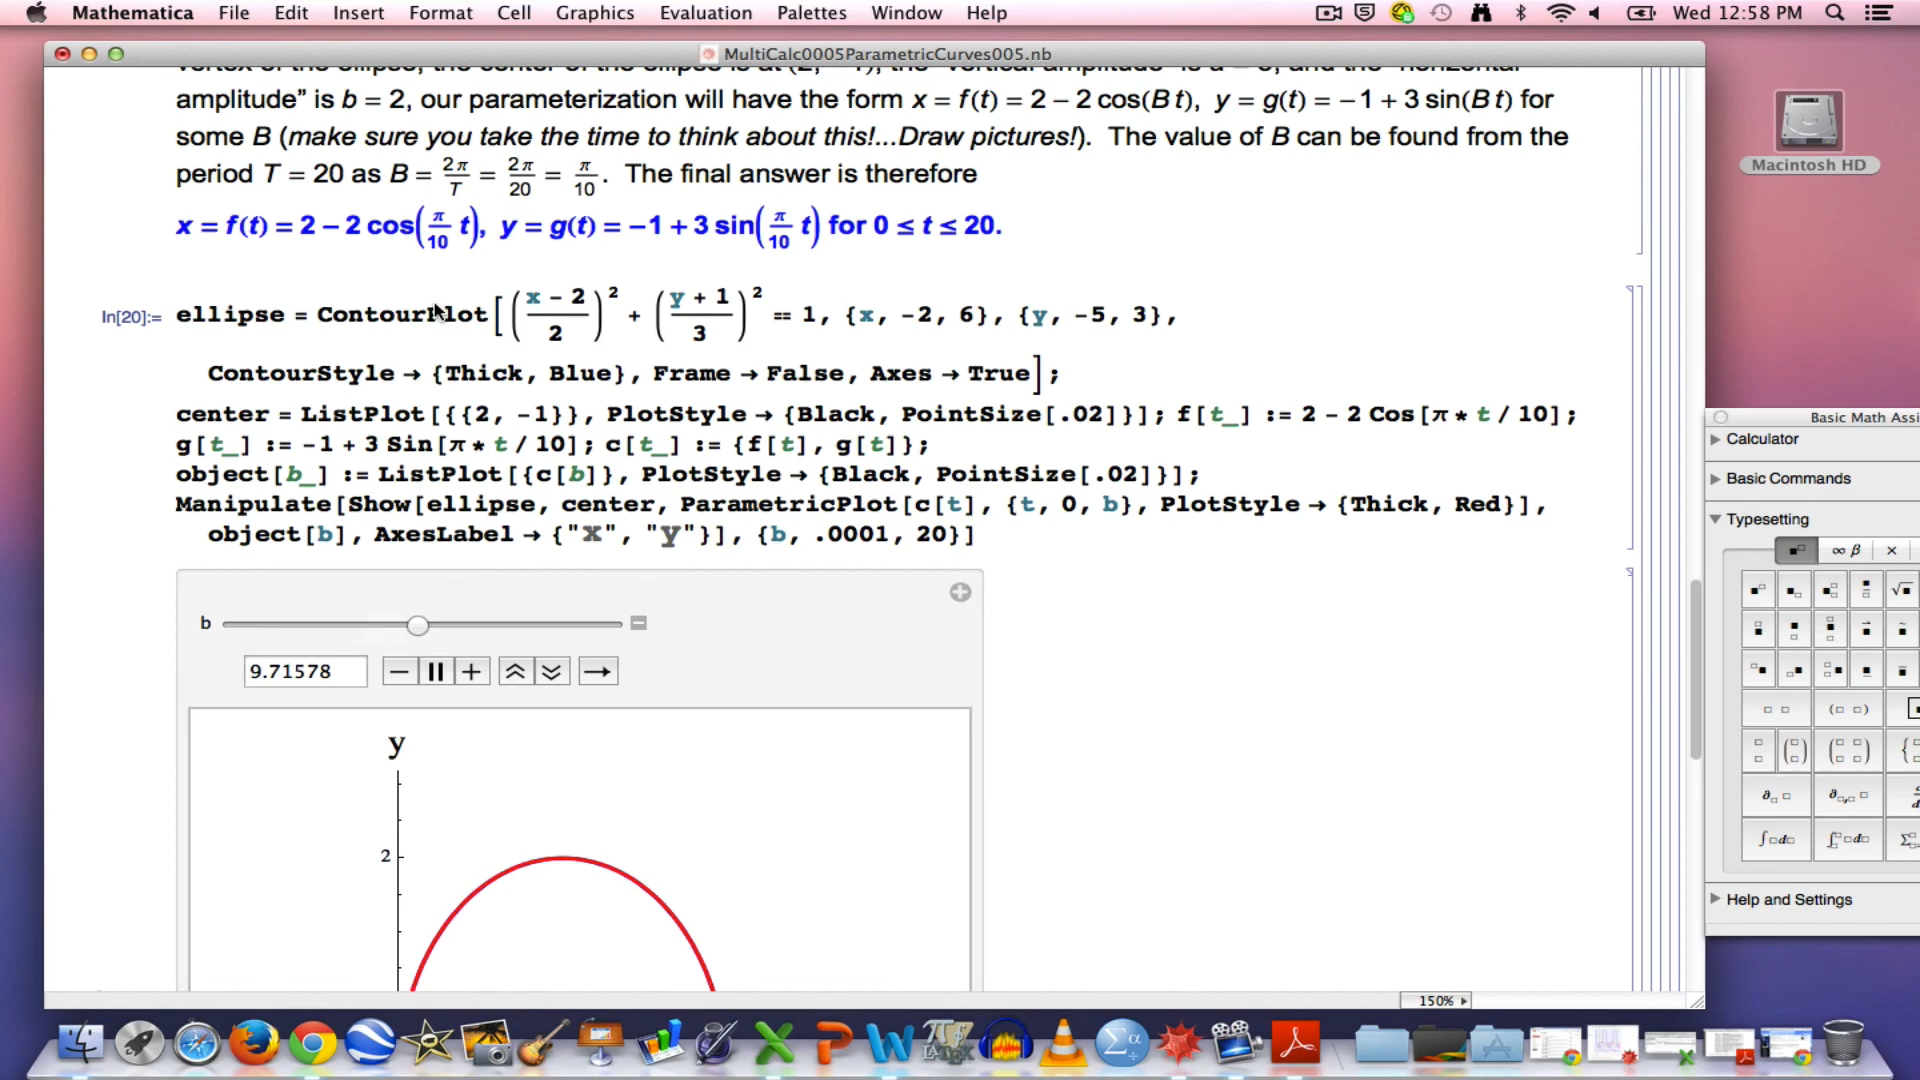 Mathematica File Edit Insert Format Cell Graphics Evaluation Palettes Window Help Wed 12:58 PM
MultiCalc0005ParametricCurves005.nb
amplitude” is b = 2, our parameterization will have the form x = f(t) = 2 − 2 cos(B t), y = g(t) = −1 + 3 sin(B t) for
some B (make sure you take the time to think about this!...Draw pictures!). The value of B can be found from the
period T = 20 as B = 2π/T = 2π/20 = π/10. The final answer is therefore
x = f(t) = 2 − 2 cos(π/10 t), y = g(t) = −1 + 3 sin(π/10 t) for 0 ≤ t ≤ 20.
In[20]:= ellipse = ContourPlot[((x − 2)/2)^2 + ((y + 1)/3)^2 == 1, {x, -2, 6}, {y, -5, 3},
ContourStyle → {Thick, Blue}, Frame → False, Axes → True];
center = ListPlot[{{2, -1}}, PlotStyle → {Black, PointSize[.02]}]; f[t_] := 2 - 2 Cos[π * t / 10];
g[t_] := -1 + 3 Sin[π * t / 10]; c[t_] := {f[t], g[t]};
object[b_] := ListPlot[{c[b]}, PlotStyle → {Black, PointSize[.02]}];
Manipulate[Show[ellipse, center, ParametricPlot[c[t], {t, 0, b}, PlotStyle → {Thick, Red}],
object[b], AxesLabel → {"x", "y"}], {b, .0001, 20}]
b
9.71578
y
2
150%
Macintosh HD
Basic Math Assi
Calculator
Basic Commands
Typesetting
∞ β
Help and Settings